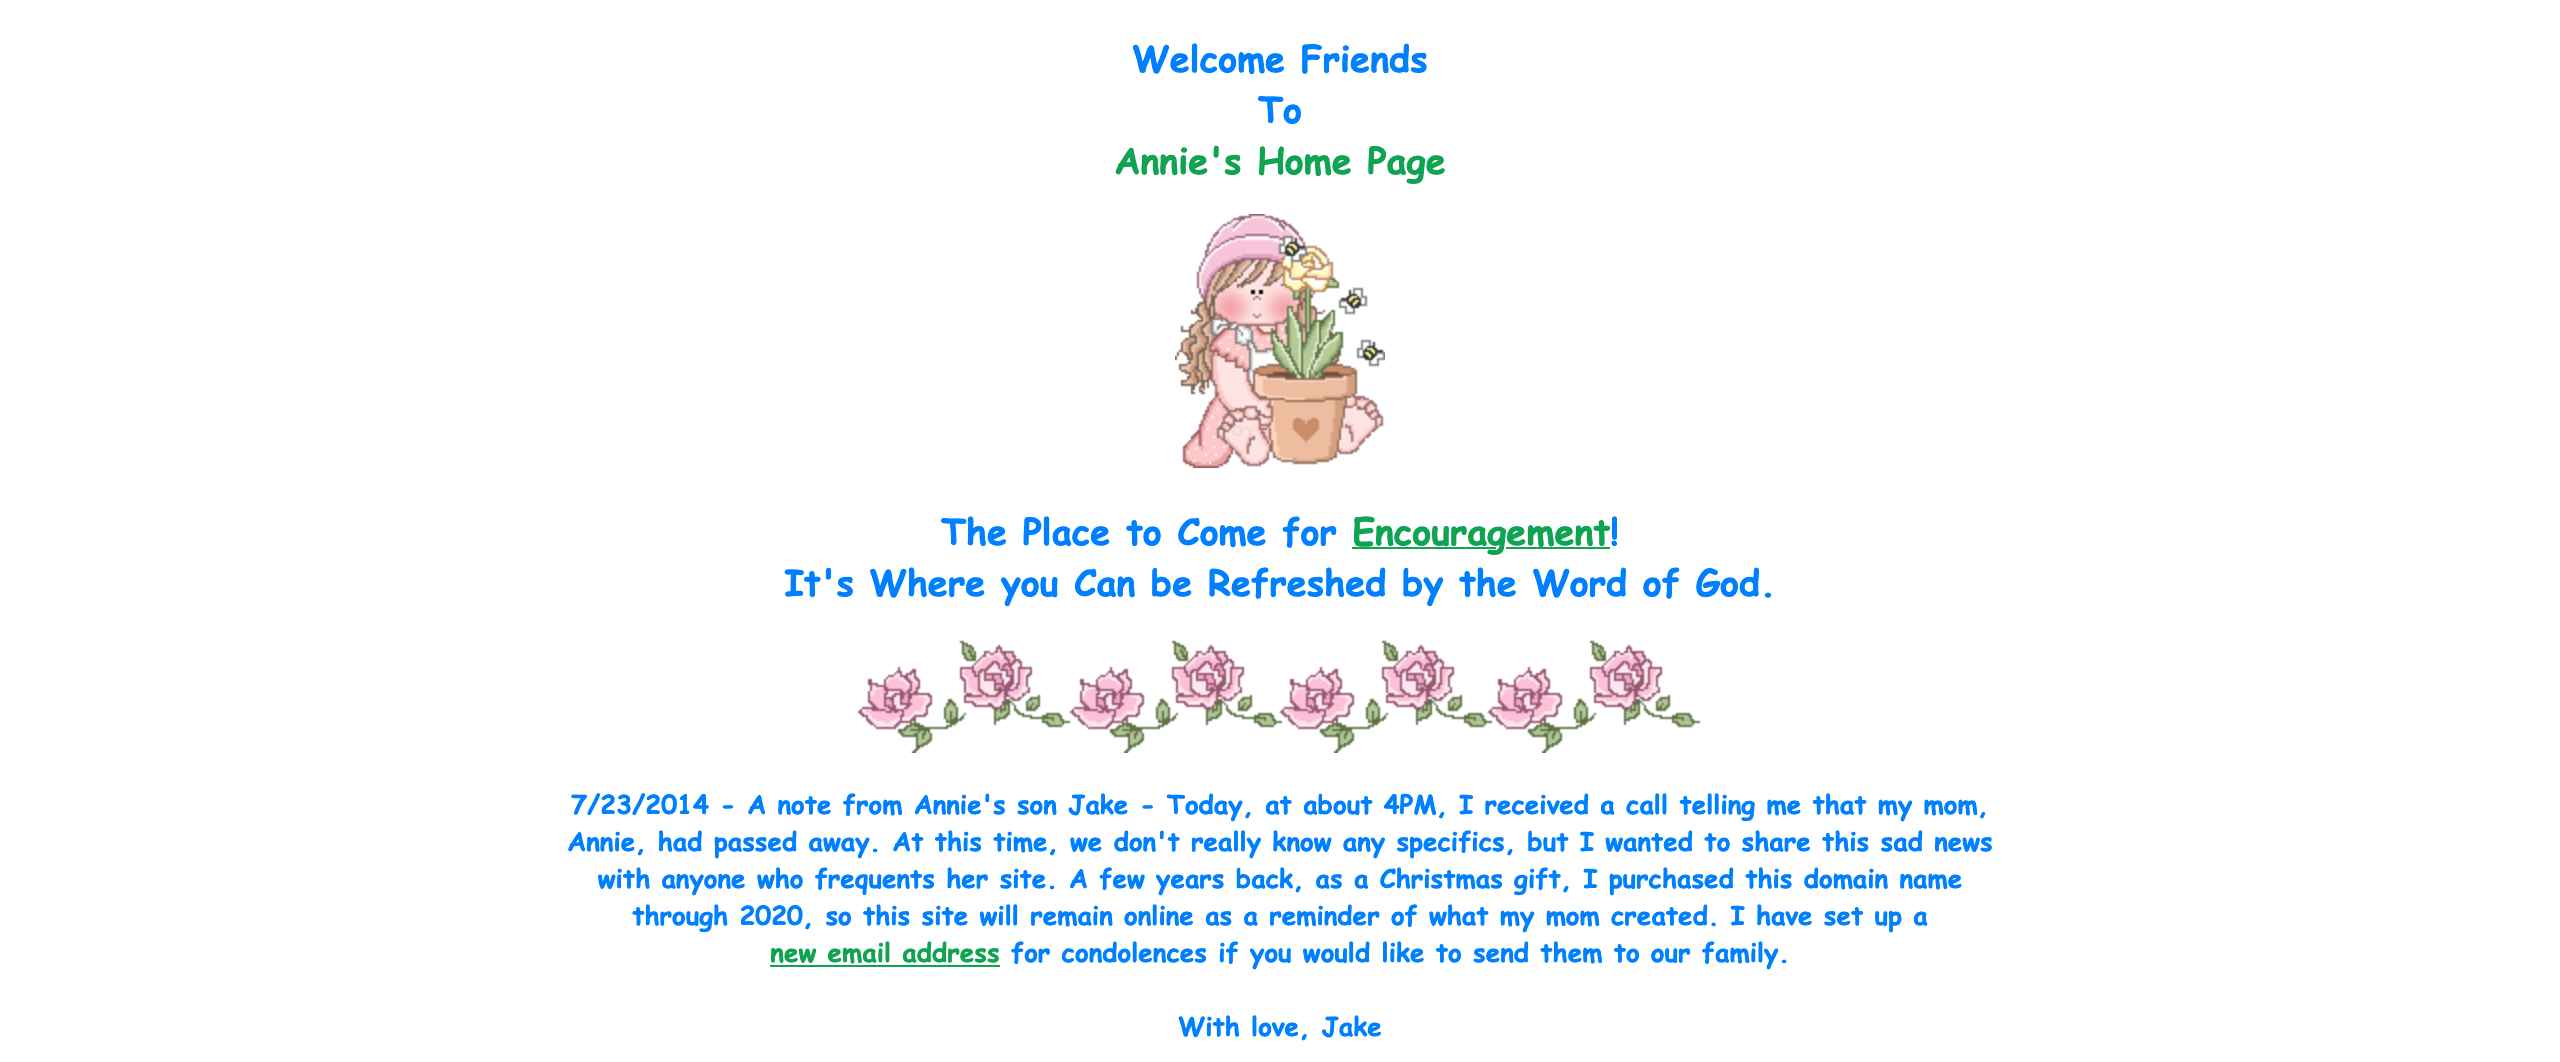 Welcome Friends
To
Annie's Home Page
The Place to Come for Encouragement!
It's Where you Can be Refreshed by the Word of God.
7/23/2014 - A note from Annie's son Jake - Today, at about 4PM, I received a call telling me that my mom,
Annie, had passed away. At this time, we don't really know any specifics, but I wanted to share this sad news
with anyone who frequents her site. A few years back, as a Christmas gift, I purchased this domain name
through 2020, so this site will remain online as a reminder of what my mom created. I have set up a
new email address for condolences if you would like to send them to our family.
With love, Jake